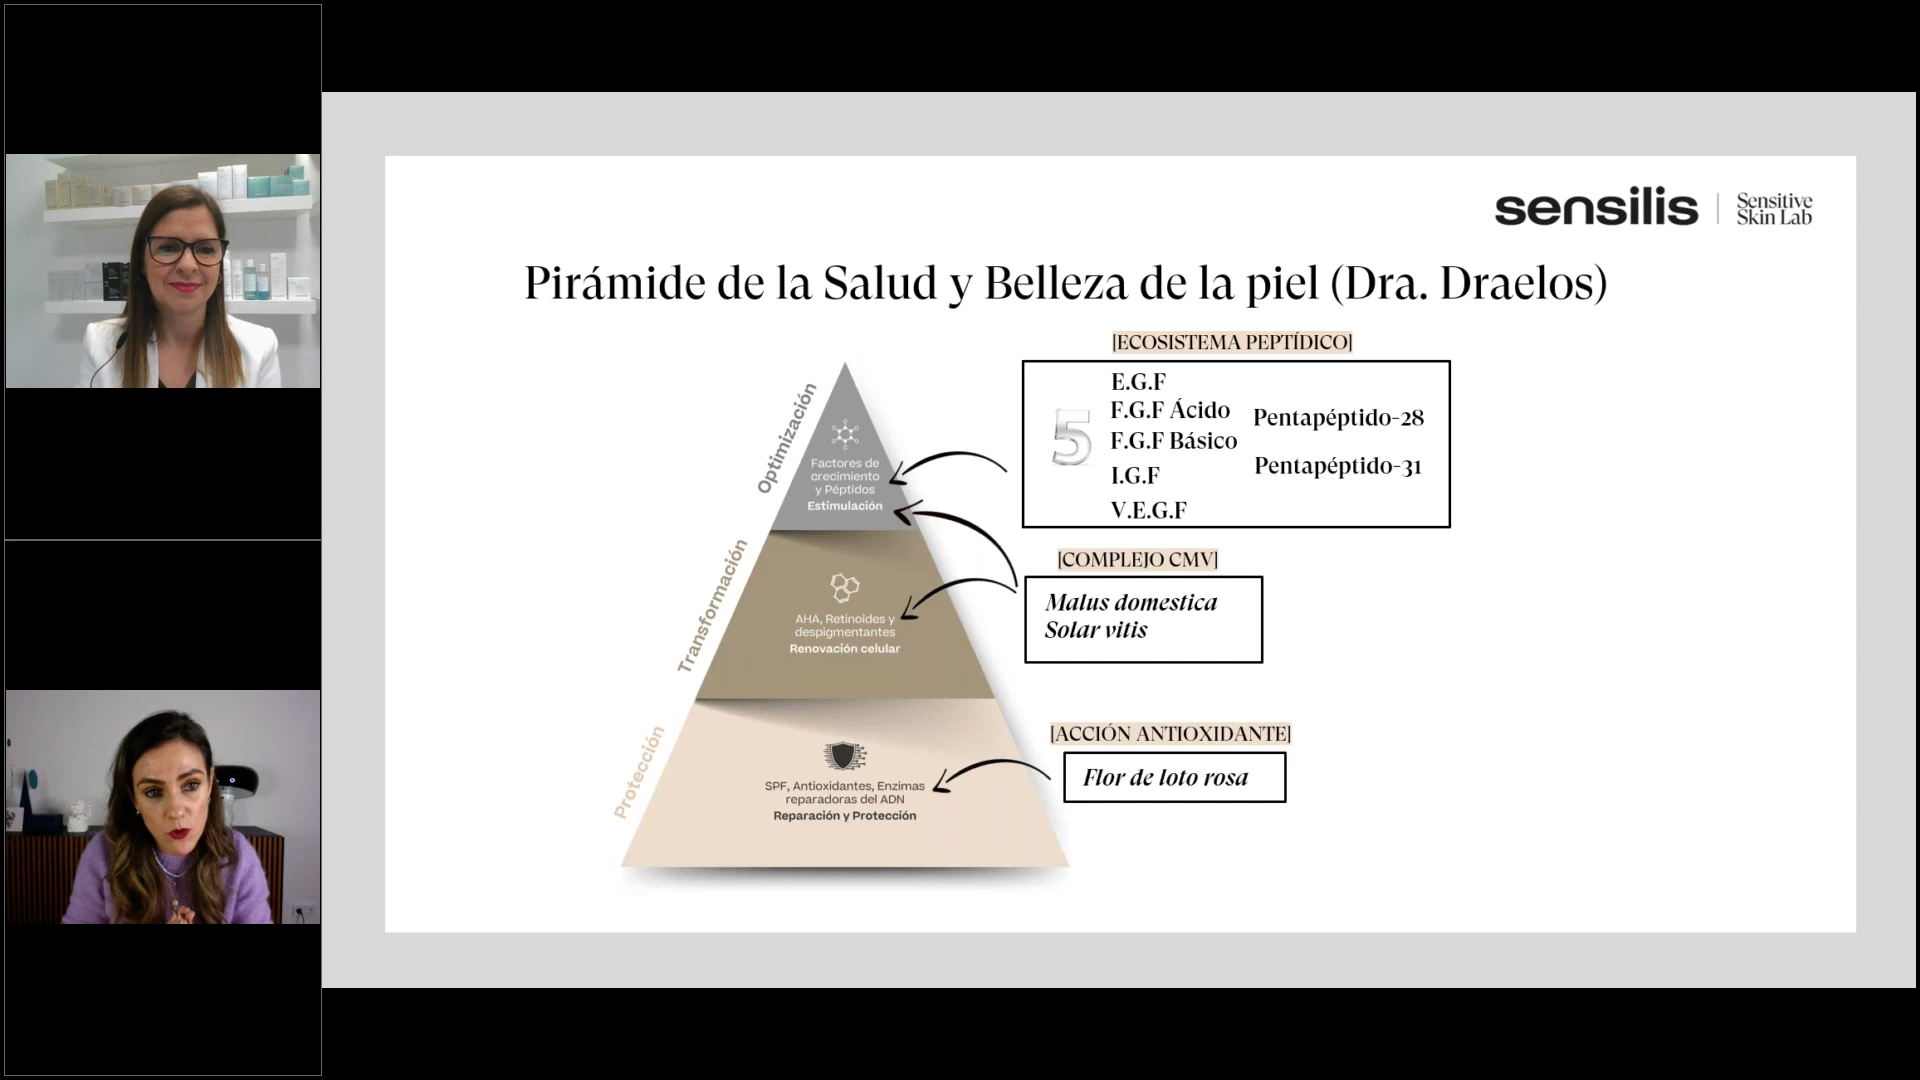 sensilis
Sensitive
Skin Lab
Pirámide de la Salud y Belleza de la piel (Dra. Draelos)
Optimización
Factores de
crecimiento
y Péptidos
Estimulación
Transformación
AHA, Retinoides y
despigmentantes
Renovación celular
Protección
SPF, Antioxidantes, Enzimas
reparadoras del ADN
Reparación y Protección
[ECOSISTEMA PEPTÍDICO]
5
E.G.F
F.G.F Ácido
F.G.F Básico
I.G.F
V.E.G.F
Pentapéptido-28
Pentapéptido-31
[COMPLEJO CMV]
Malus domestica
Solar vitis
[ACCIÓN ANTIOXIDANTE]
Flor de loto rosa